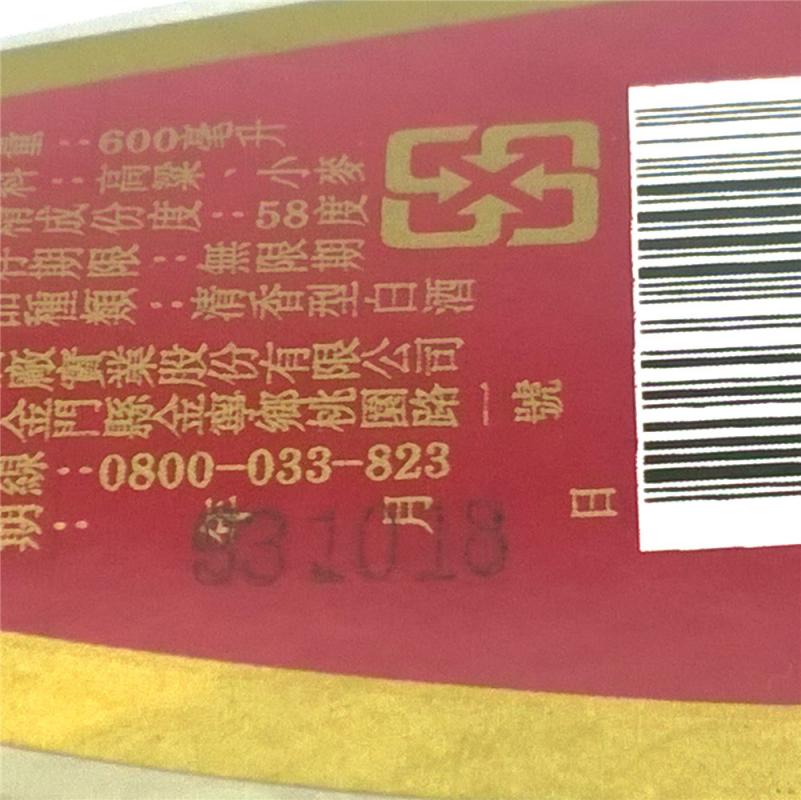 量：600毫升
料：高粱、小麥
精成份度：58度
存期限：無限期
品種類：清香型白酒
廠實業股份有限公司
金門縣金寧鄉桃園路一號
線：0800-033-823
期： 年 月 日
931018